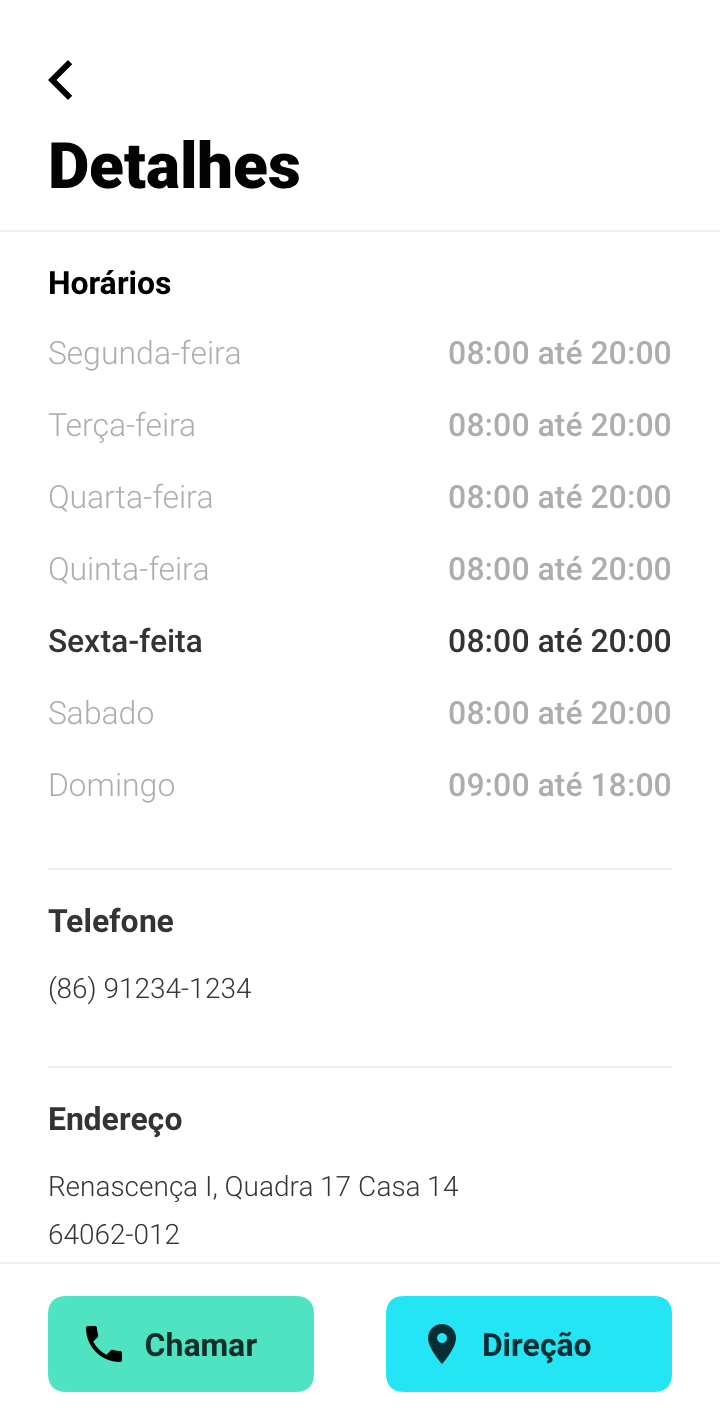 Detalhes
Horários
Segunda-feira 08:00 até 20:00
Terça-feira 08:00 até 20:00
Quarta-feira 08:00 até 20:00
Quinta-feira 08:00 até 20:00
Sexta-feita 08:00 até 20:00
Sabado 08:00 até 20:00
Domingo 09:00 até 18:00
Telefone
(86) 91234-1234
Endereço
Renascença I, Quadra 17 Casa 14
64062-012
Chamar Direção